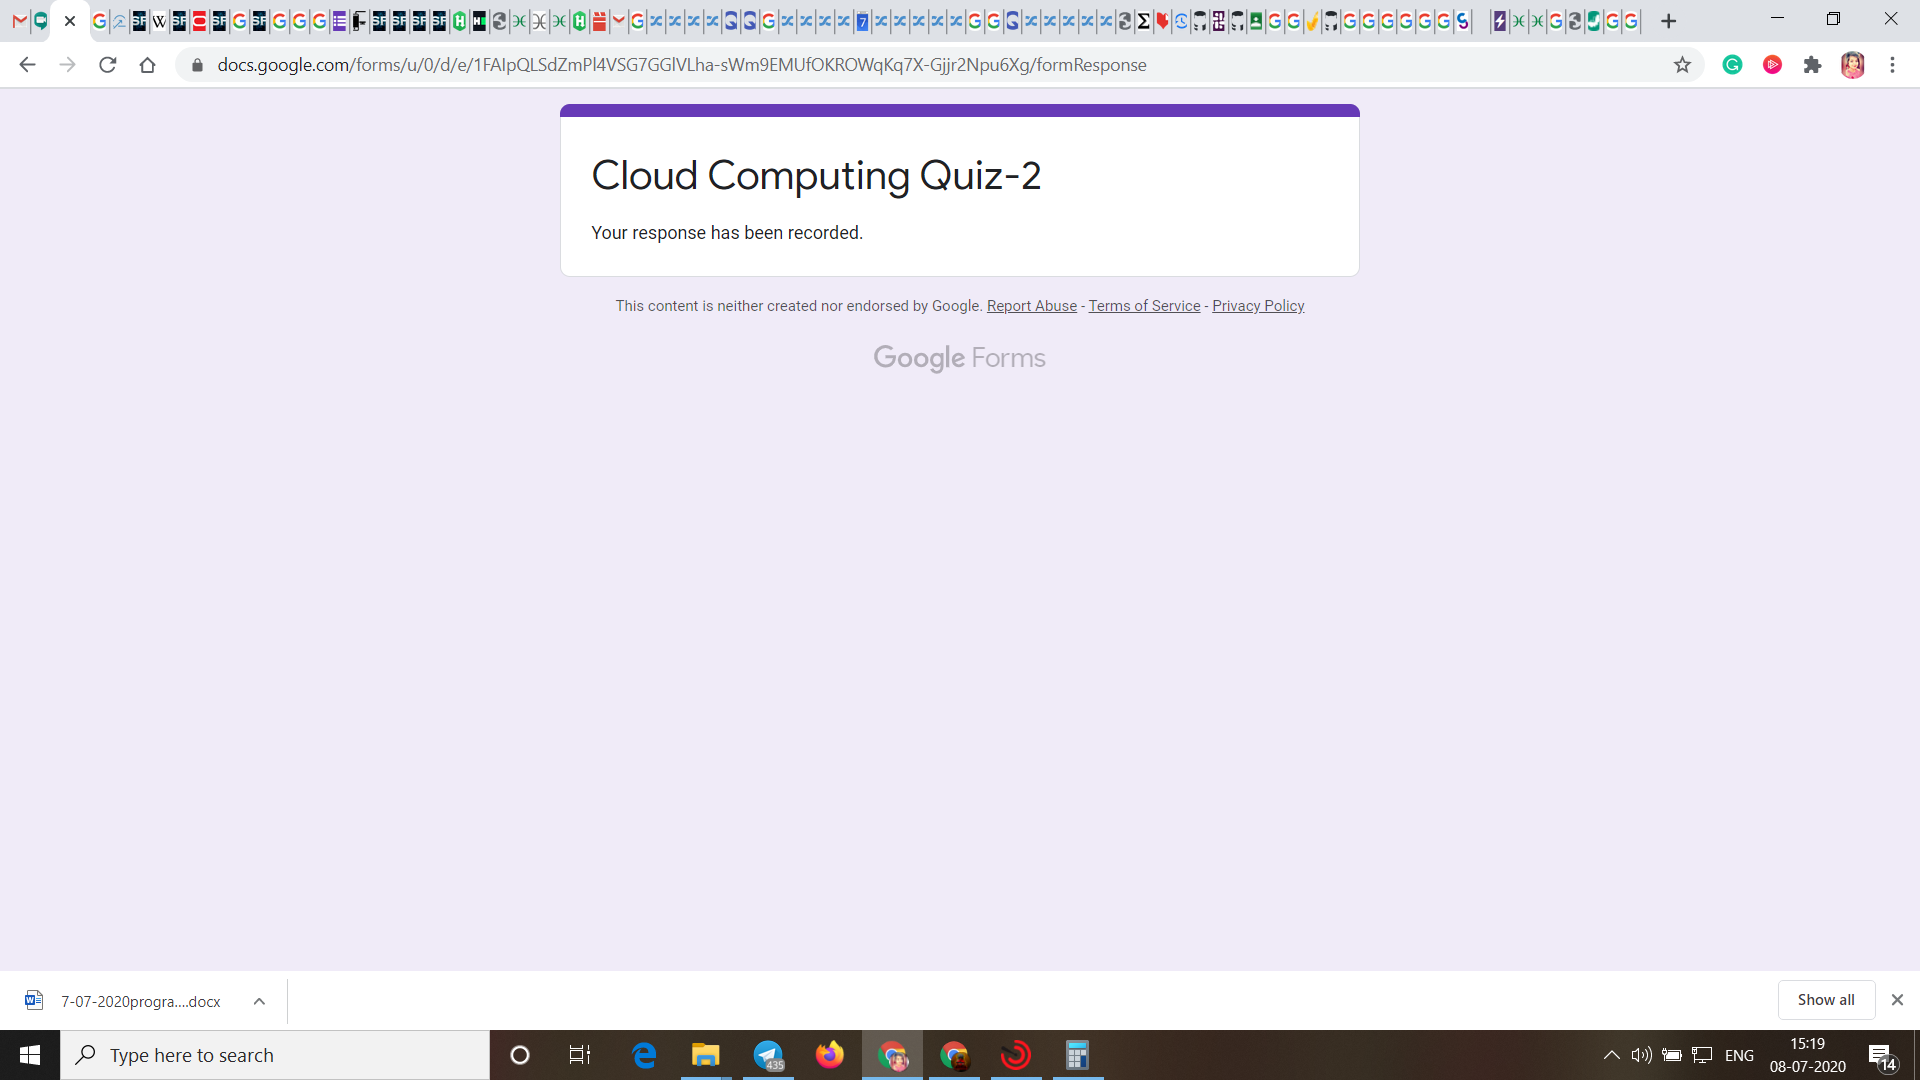 docs.google.com/forms/u/0/d/e/1FAIpQLSdZmPl4VSG7GGlVLha-sWm9EMUfOKROWqKq7X-Gjjr2Npu6Xg/formResponse
Cloud Computing Quiz-2
Your response has been recorded.
This content is neither created nor endorsed by Google. Report Abuse - Terms of Service - Privacy Policy
Google Forms
7-07-2020progra....docx
Show all
Type here to search
435
ENG
15:19
08-07-2020
14